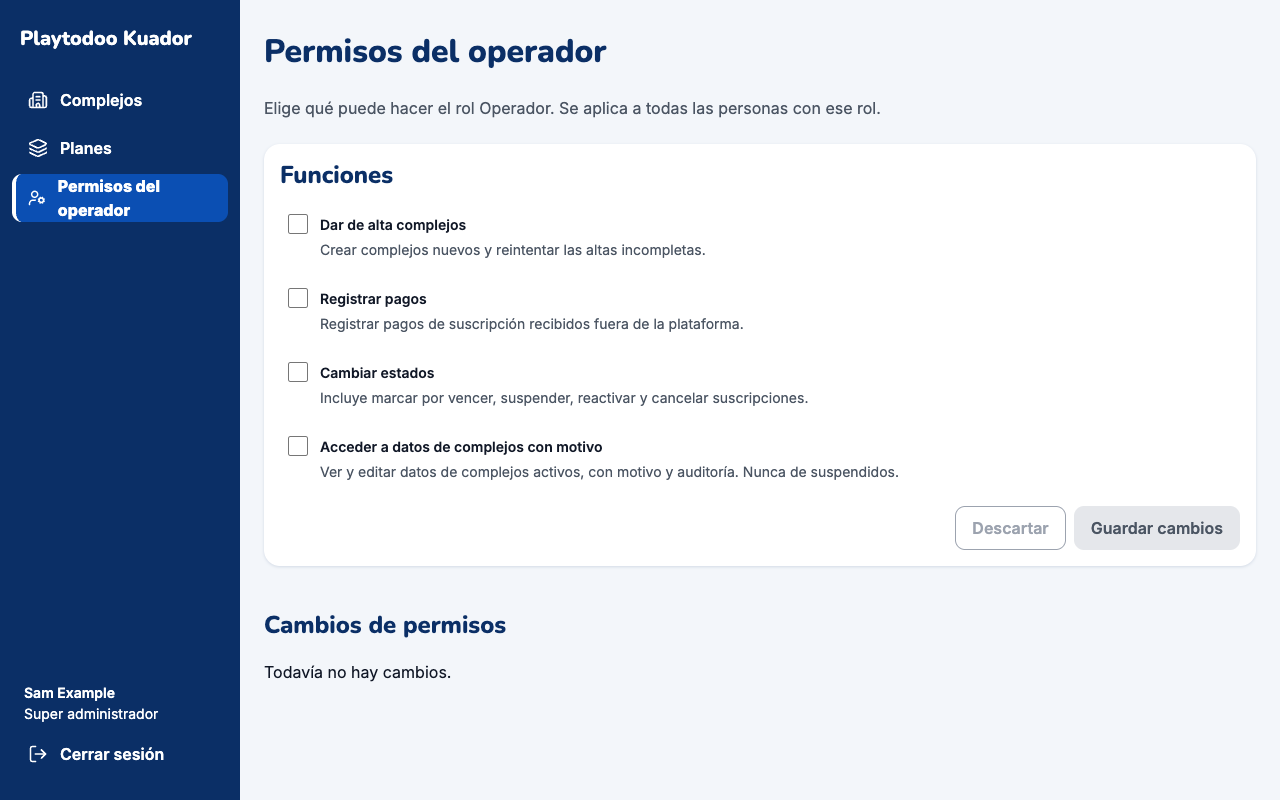 Playtodoo Kuador
Complejos
Planes
Permisos del
operador
Sam Example
Super administrador
Cerrar sesión
Permisos del operador
Elige qué puede hacer el rol Operador. Se aplica a todas las personas con ese rol.
Funciones
Dar de alta complejos
Crear complejos nuevos y reintentar las altas incompletas.
Registrar pagos
Registrar pagos de suscripción recibidos fuera de la plataforma.
Cambiar estados
Incluye marcar por vencer, suspender, reactivar y cancelar suscripciones.
Acceder a datos de complejos con motivo
Ver y editar datos de complejos activos, con motivo y auditoría. Nunca de suspendidos.
Descartar
Guardar cambios
Cambios de permisos
Todavía no hay cambios.